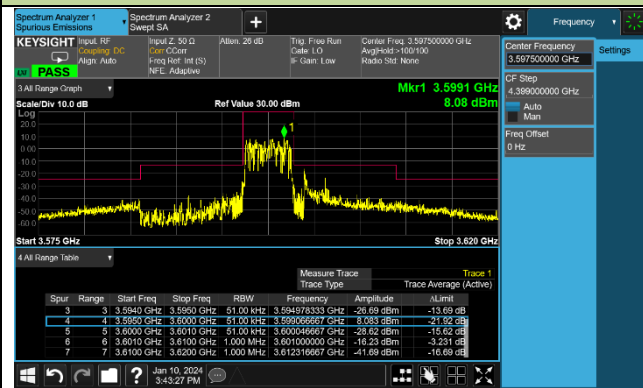 Spectrum Analyzer 1
Spurious Emissions
Spectrum Analyzer 2
Swept SA
Frequency
KEYSIGHT
Input: RF
Coupling: DC
Align: Auto
Input Z: 50 Ω
Corr CCorr
Freq Ref: Int (S)
NFE: Adaptive
Atten: 26 dB
Trig: Free Run
Gate: LO
IF Gain: Low
Center Freq: 3.597500000 GHz
Avg|Hold:>100/100
Radio Std: None
PASS
Center Frequency
3.597500000 GHz
Settings
CF Step
4.399000000 GHz
Auto
Man
Freq Offset
0 Hz
3 All Range Graph
Mkr1 3.5991 GHz
8.08 dBm
Scale/Div 10.0 dB
Ref Value 30.00 dBm
Log
20.0
10.0
0.00
-10.0
-20.0
-30.0
-40.0
-50.0
-60.0
1
Start 3.575 GHz
Stop 3.620 GHz
4 All Range Table
Measure Trace Trace 1
Trace Type Trace Average (Active)
Spur Range Start Freq Stop Freq RBW Frequency Amplitude ΔLimit
3 3 3.5940 GHz 3.5950 GHz 51.00 kHz 3.594978333 GHz -26.69 dBm -13.69 dB
4 4 3.5950 GHz 3.6000 GHz 51.00 kHz 3.599066667 GHz 8.083 dBm -21.92 dB
5 5 3.6000 GHz 3.6010 GHz 51.00 kHz 3.600046667 GHz -28.62 dBm -15.62 dB
6 6 3.6010 GHz 3.6100 GHz 1.000 MHz 3.601000000 GHz -16.23 dBm -3.231 dB
7 7 3.6100 GHz 3.6200 GHz 1.000 MHz 3.612316667 GHz -41.69 dBm -16.69 dB
Jan 10, 2024
3:43:27 PM